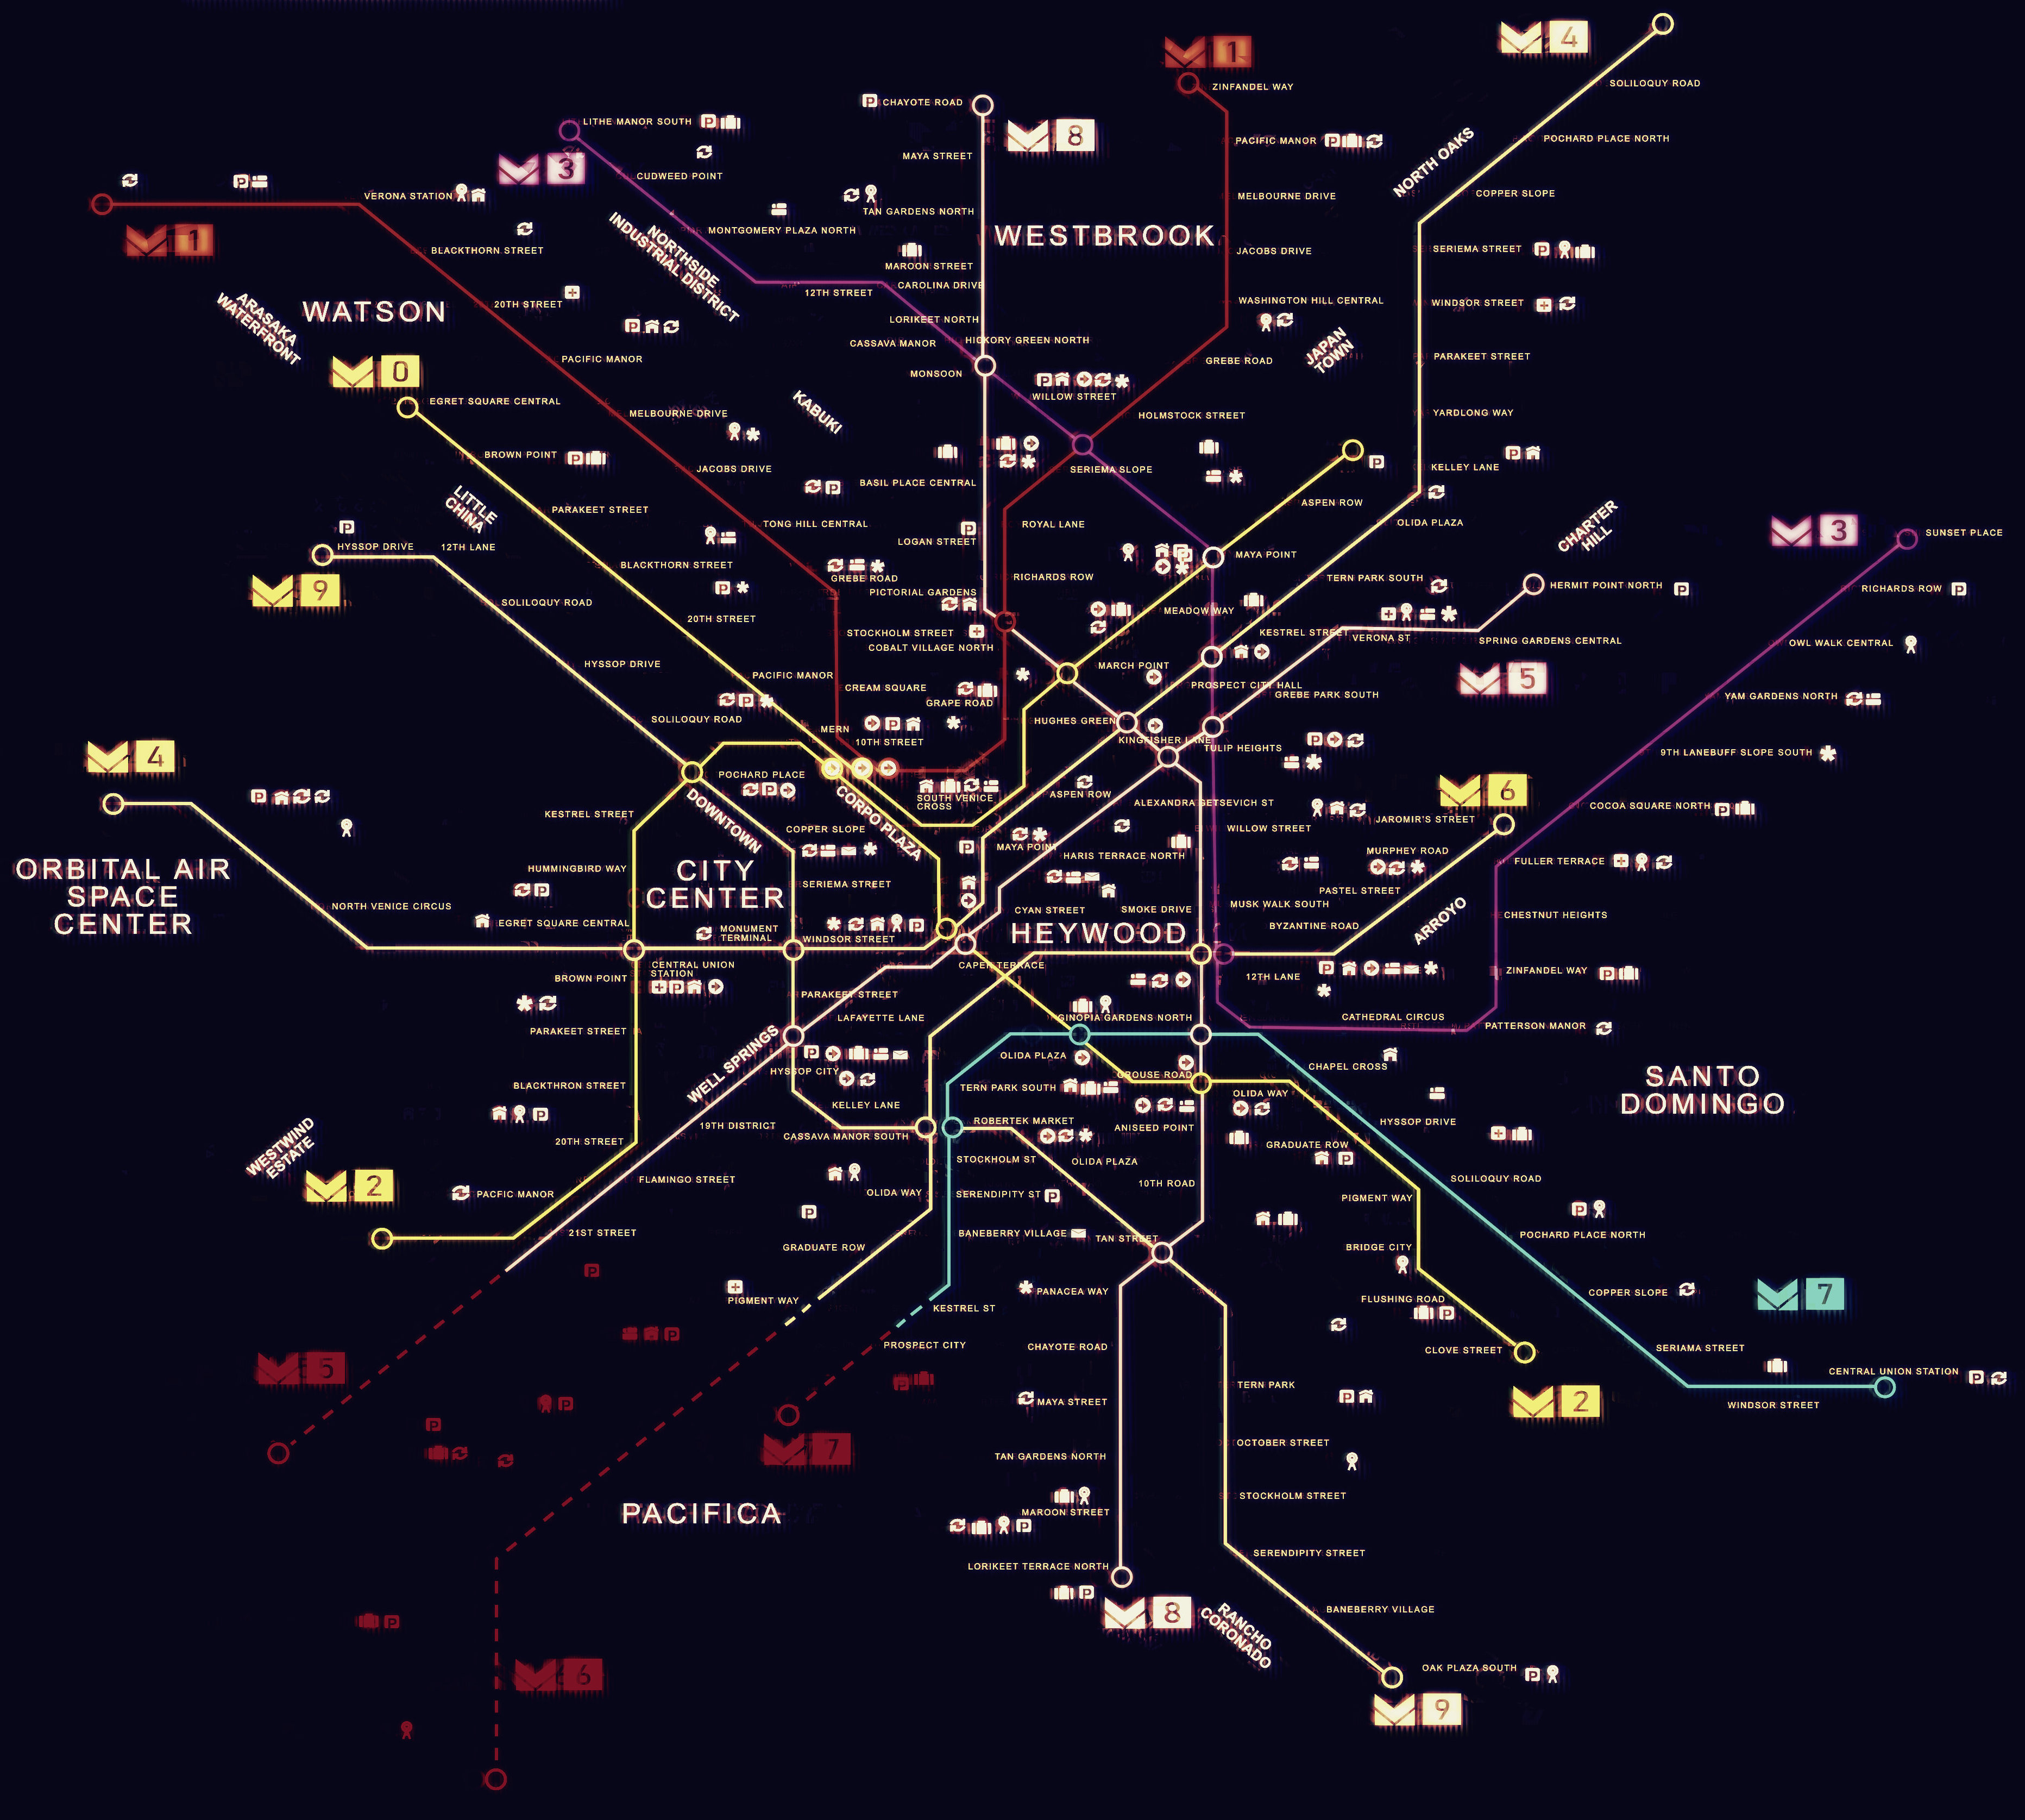 4
1
SOLILOQUY ROAD
ZINFANDEL WAY
CHAYOTE ROAD
LITHE MANOR SOUTH
8
POCHARD PLACE NORTH
PACIFIC MANOR
MAYA STREET
3
CUDWEED POINT
NORTH OAKS
COPPER SLOPE
VERONA STATION
MELBOURNE DRIVE
TAN GARDENS NORTH
MONTGOMERY PLAZA NORTH
WESTBROOK
1
BLACKTHORN STREET
JACOBS DRIVE
SERIEMA STREET
NORTHSIDE
INDUSTRIAL DISTRICT
MAROON STREET
CAROLINA DRIVE
12TH STREET
20TH STREET
WASHINGTON HILL CENTRAL
WINDSOR STREET
WATSON
ARASAKA
WATERFRONT
LORIKEET NORTH
HICKORY GREEN NORTH
CASSAVA MANOR
JAPAN
TOWN
PACIFIC MANOR
GREBE ROAD
PARAKEET STREET
0
MONSOON
WILLOW STREET
EGRET SQUARE CENTRAL
KABUKI
MELBOURNE DRIVE
HOLMSTOCK STREET
YARDLONG WAY
BROWN POINT
JACOBS DRIVE
SERIEMA SLOPE
KELLEY LANE
BASIL PLACE CENTRAL
LITTLE
CHINA
PARAKEET STREET
ASPEN ROW
TONG HILL CENTRAL
ROYAL LANE
OLIDA PLAZA
CHARTER
HILL
3
SUNSET PLACE
LOGAN STREET
HYSSOP DRIVE
12TH LANE
MAYA POINT
BLACKTHORN STREET
GREBE ROAD
RICHARDS ROW
TERN PARK SOUTH
HERMIT POINT NORTH
RICHARDS ROW
9
PICTORIAL GARDENS
SOLILOQUY ROAD
MEADOW WAY
20TH STREET
STOCKHOLM STREET
KESTREL STREET
VERONA ST
SPRING GARDENS CENTRAL
OWL WALK CENTRAL
COBALT VILLAGE NORTH
HYSSOP DRIVE
MARCH POINT
PACIFIC MANOR
5
CREAM SQUARE
PROSPECT CITY HALL
GREBE PARK SOUTH
YAM GARDENS NORTH
GRAPE ROAD
SOLILOQUY ROAD
HUGHES GREEN
MERN
10TH STREET
KINGFISHER LANE
TULIP HEIGHTS
9TH LANEBUFF SLOPE SOUTH
4
POCHARD PLACE
DOWNTOWN
CORPO PLAZA
SOUTH VENICE
CROSS
ASPEN ROW
ALEXANDRA GETSEVICH ST
6
COCOA SQUARE NORTH
KESTREL STREET
COPPER SLOPE
WILLOW STREET
JAROMIR'S STREET
MAYA POINT
HARIS TERRACE NORTH
MURPHEY ROAD
FULLER TERRACE
ORBITAL AIR
SPACE
CENTER
HUMMINGBIRD WAY
CITY
CENTER
SERIEMA STREET
PASTEL STREET
NORTH VENICE CIRCUS
CYAN STREET
SMOKE DRIVE
MUSK WALK SOUTH
CHESTNUT HEIGHTS
EGRET SQUARE CENTRAL
MONUMENT
TERMINAL
WINDSOR STREET
HEYWOOD
BYZANTINE ROAD
ARROYO
CENTRAL UNION
STATION
CAPER TERRACE
BROWN POINT
12TH LANE
ZINFANDEL WAY
PARAKEET STREET
LAFAYETTE LANE
GINOPIA GARDENS NORTH
CATHEDRAL CIRCUS
PATTERSON MANOR
PARAKEET STREET
WELL SPRINGS
HYSSOP CITY
OLIDA PLAZA
GROUSE ROAD
CHAPEL CROSS
SANTO
DOMINGO
BLACKTHRON STREET
TERN PARK SOUTH
OLIDA WAY
KELLEY LANE
19TH DISTRICT
CASSAVA MANOR SOUTH
ROBERTEK MARKET
ANISEED POINT
HYSSOP DRIVE
20TH STREET
GRADUATE ROW
WESTWIND
ESTATE
STOCKHOLM ST
OLIDA PLAZA
2
FLAMINGO STREET
10TH ROAD
SOLILOQUY ROAD
PACFIC MANOR
OLIDA WAY
SERENDIPITY ST
PIGMENT WAY
21ST STREET
BANEBERRY VILLAGE
TAN STREET
POCHARD PLACE NORTH
GRADUATE ROW
BRIDGE CITY
PIGMENT WAY
PANACEA WAY
FLUSHING ROAD
COPPER SLOPE
7
KESTREL ST
PROSPECT CITY
CHAYOTE ROAD
CLOVE STREET
SERIAMA STREET
5
CENTRAL UNION STATION
TERN PARK
MAYA STREET
2
WINDSOR STREET
7
OCTOBER STREET
TAN GARDENS NORTH
STOCKHOLM STREET
PACIFICA
MAROON STREET
SERENDIPITY STREET
LORIKEET TERRACE NORTH
8
RANCHO
CORONADO
BANEBERRY VILLAGE
6
OAK PLAZA SOUTH
9